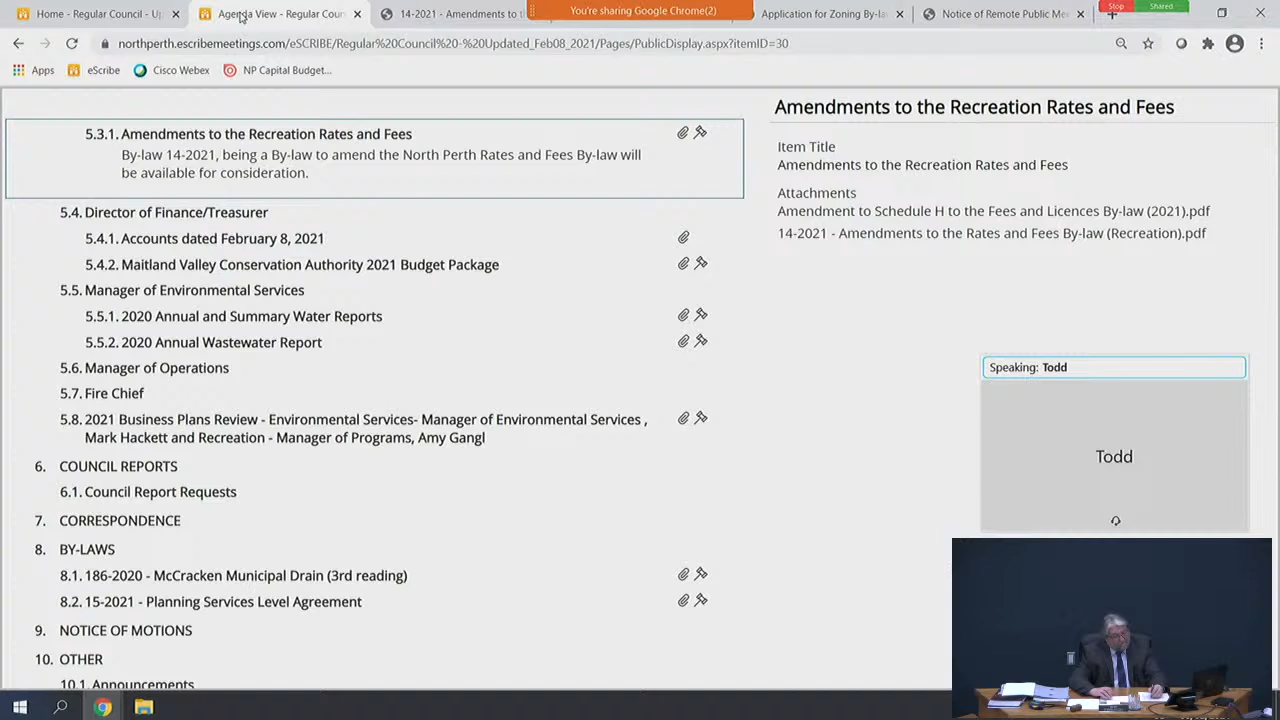 Home - Regular Council - Up
Agenda View - Regular Coun
14-2021 - Amendments to t
You're sharing Google Chrome(2)
Application for Zoning By-la
Notice of Remote Public Me
Stop
Shared
northperth.escribemeetings.com/eSCRIBE/Regular%20Council%20-%20Updated_Feb08_2021/Pages/PublicDisplay.aspx?itemID=30
Apps
eScribe
Cisco Webex
NP Capital Budget...
5.3.1. Amendments to the Recreation Rates and Fees
By-law 14-2021, being a By-law to amend the North Perth Rates and Fees By-law will
be available for consideration.
5.4. Director of Finance/Treasurer
5.4.1. Accounts dated February 8, 2021
5.4.2. Maitland Valley Conservation Authority 2021 Budget Package
5.5. Manager of Environmental Services
5.5.1. 2020 Annual and Summary Water Reports
5.5.2. 2020 Annual Wastewater Report
5.6. Manager of Operations
5.7. Fire Chief
5.8. 2021 Business Plans Review - Environmental Services- Manager of Environmental Services ,
Mark Hackett and Recreation - Manager of Programs, Amy Gangl
6. COUNCIL REPORTS
6.1. Council Report Requests
7. CORRESPONDENCE
8. BY-LAWS
8.1. 186-2020 - McCracken Municipal Drain (3rd reading)
8.2. 15-2021 - Planning Services Level Agreement
9. NOTICE OF MOTIONS
10. OTHER
10.1. Announcements
Amendments to the Recreation Rates and Fees
Item Title
Amendments to the Recreation Rates and Fees
Attachments
Amendment to Schedule H to the Fees and Licences By-law (2021).pdf
14-2021 - Amendments to the Rates and Fees By-law (Recreation).pdf
Speaking: Todd
Todd